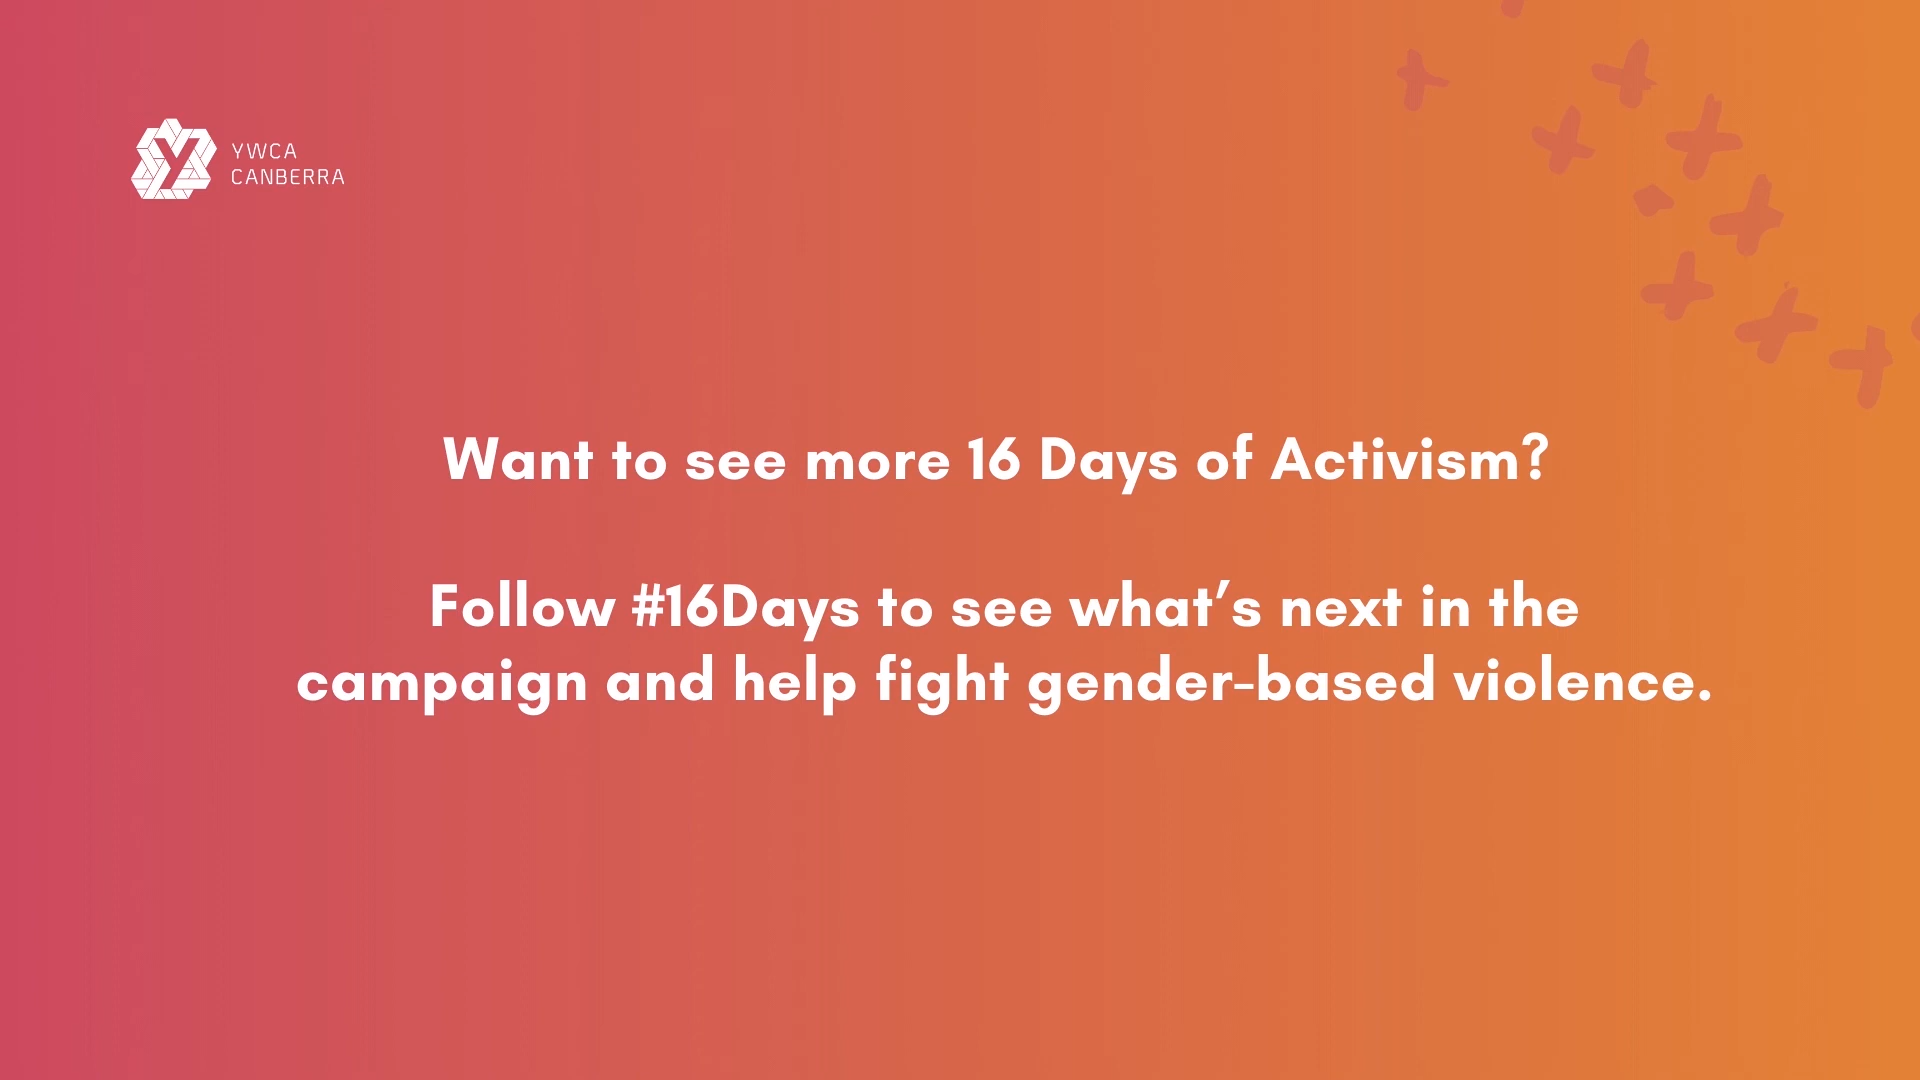 YWCA
CANBERRA
Want to see more 16 Days of Activism?
Follow #16Days to see what’s next in the
campaign and help fight gender-based violence.